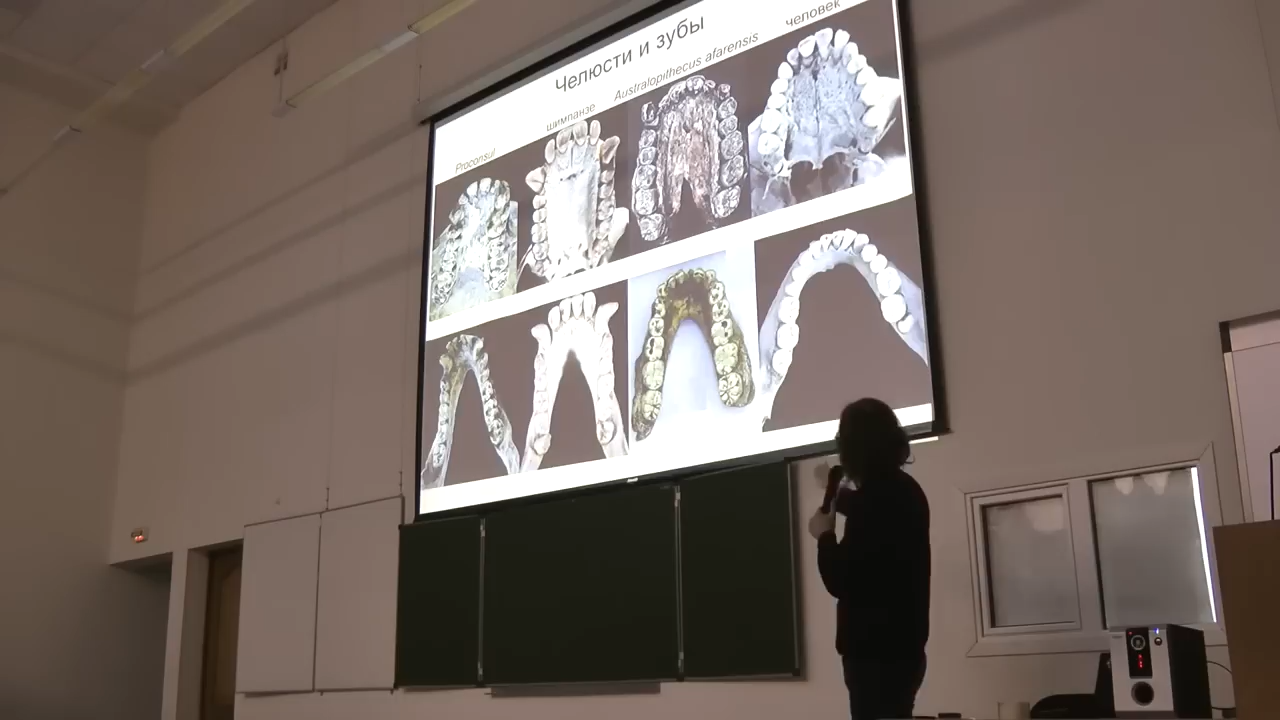 Челюсти и зубы
Proconsul шимпанзе Australopithecus afarensis человек